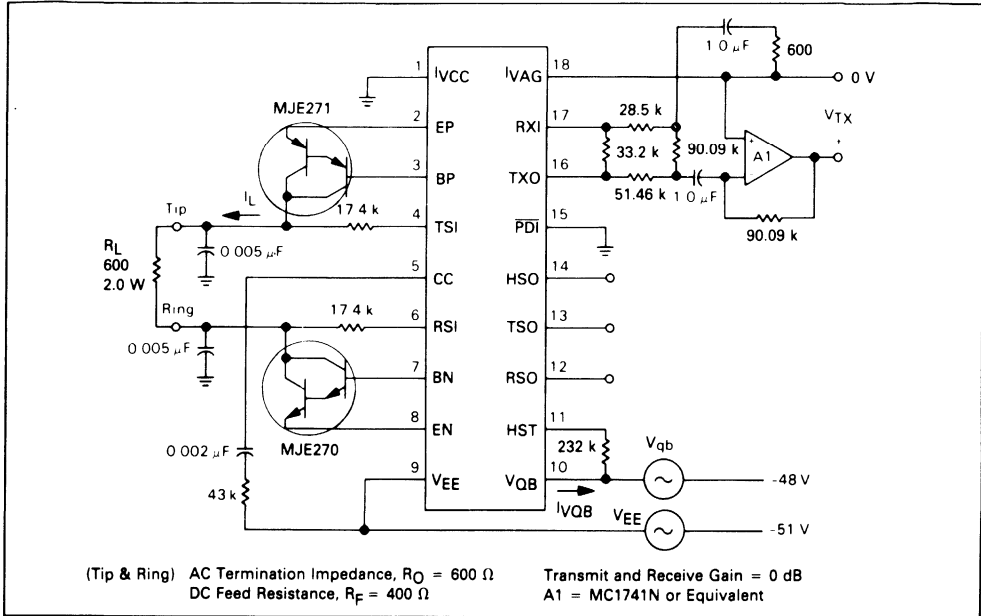 1
IVCC
IVAG
18
1 0 μF
600
0 V
MJE271
2
EP
RXI
17
28.5 k
VTX
+
33.2 k
90.09 k
+
A1
-
3
BP
TXO
16
51.46 k
1 0 μF
90.09 k
Tip
IL
17 4 k
4
TSI
PDI
15
RL
600
2.0 W
0 005 μF
5
CC
HSO
14
Ring
17 4 k
6
RSI
TSO
13
0 005 μF
7
BN
RSO
12
8
EN
HST
11
MJE270
232 k
Vqb
0 002 μF
9
VEE
VQB
10
-48 V
43 k
IVQB
VEE
-51 V
(Tip & Ring) AC Termination Impedance, RO = 600 Ω
DC Feed Resistance, RF = 400 Ω
Transmit and Receive Gain = 0 dB
A1 = MC1741N or Equivalent